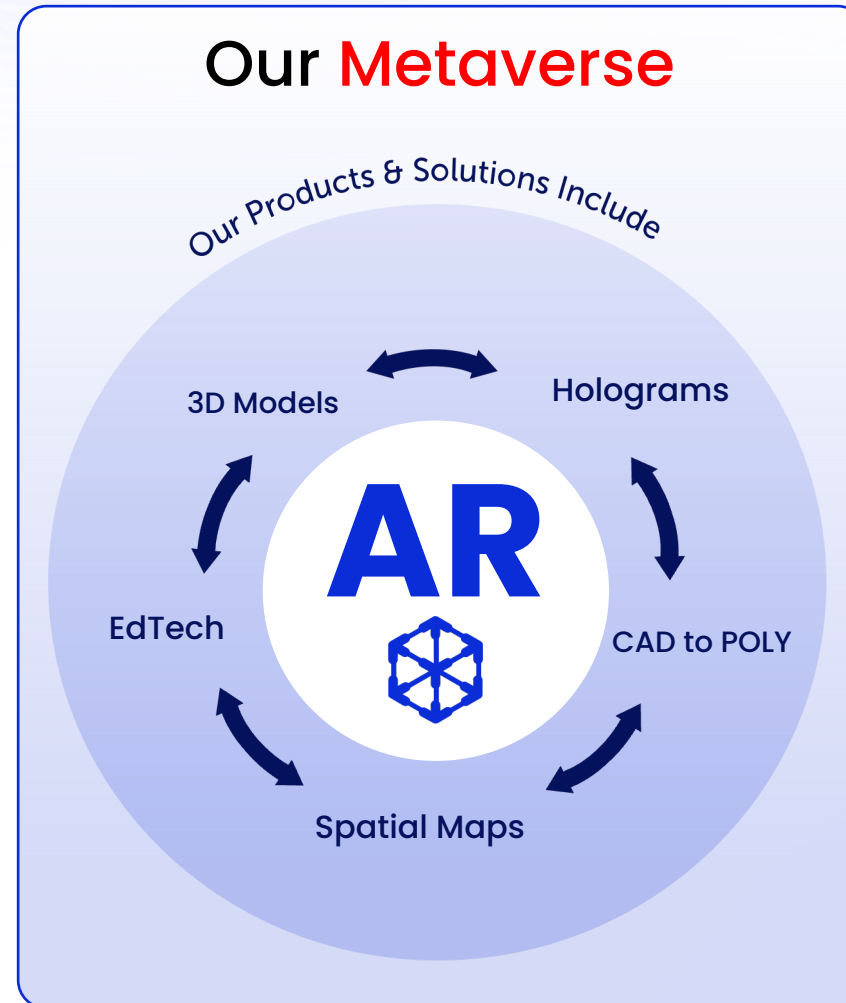 Our Metaverse
Our Products & Solutions Include
3D Models
Holograms
AR
EdTech
CAD to POLY
Spatial Maps